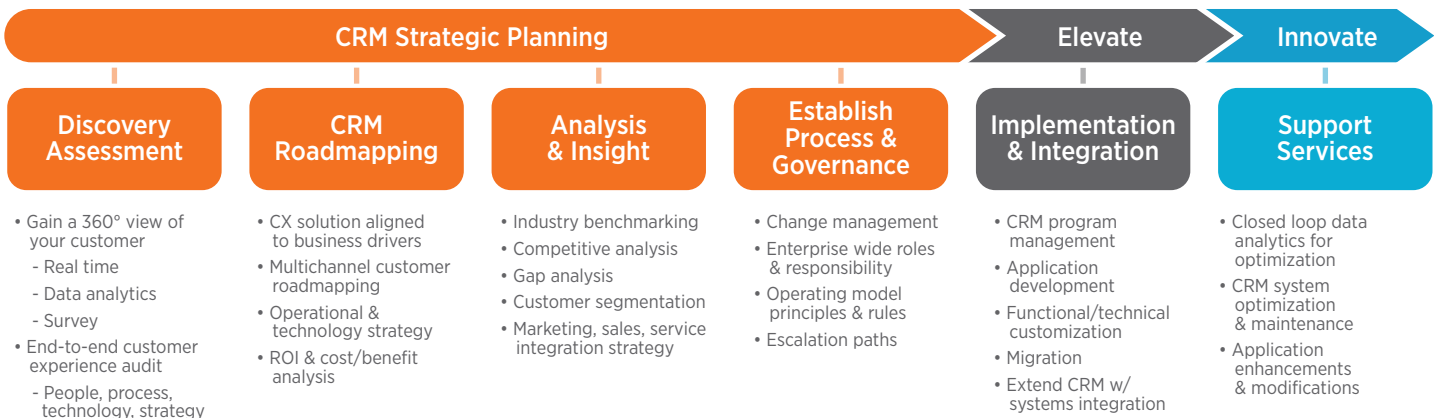 CRM Strategic Planning
Elevate
Innovate
Discovery
Assessment
• Gain a 360° view of
your customer
- Real time
- Data analytics
- Survey
• End-to-end customer
experience audit
- People, process,
technology, strategy
CRM
Roadmapping
• CX solution aligned
to business drivers
• Multichannel customer
roadmapping
• Operational &
technology strategy
• ROI & cost/benefit
analysis
Analysis
& Insight
• Industry benchmarking
• Competitive analysis
• Gap analysis
• Customer segmentation
• Marketing, sales, service
integration strategy
Establish
Process &
Governance
• Change management
• Enterprise wide roles
& responsibility
• Operating model
principles & rules
• Escalation paths
Implementation
& Integration
• CRM program
management
• Application
development
• Functional/technical
customization
• Migration
• Extend CRM w/
systems integration
Support
Services
• Closed loop data
analytics for
optimization
• CRM system
optimization
& maintenance
• Application
enhancements
& modifications